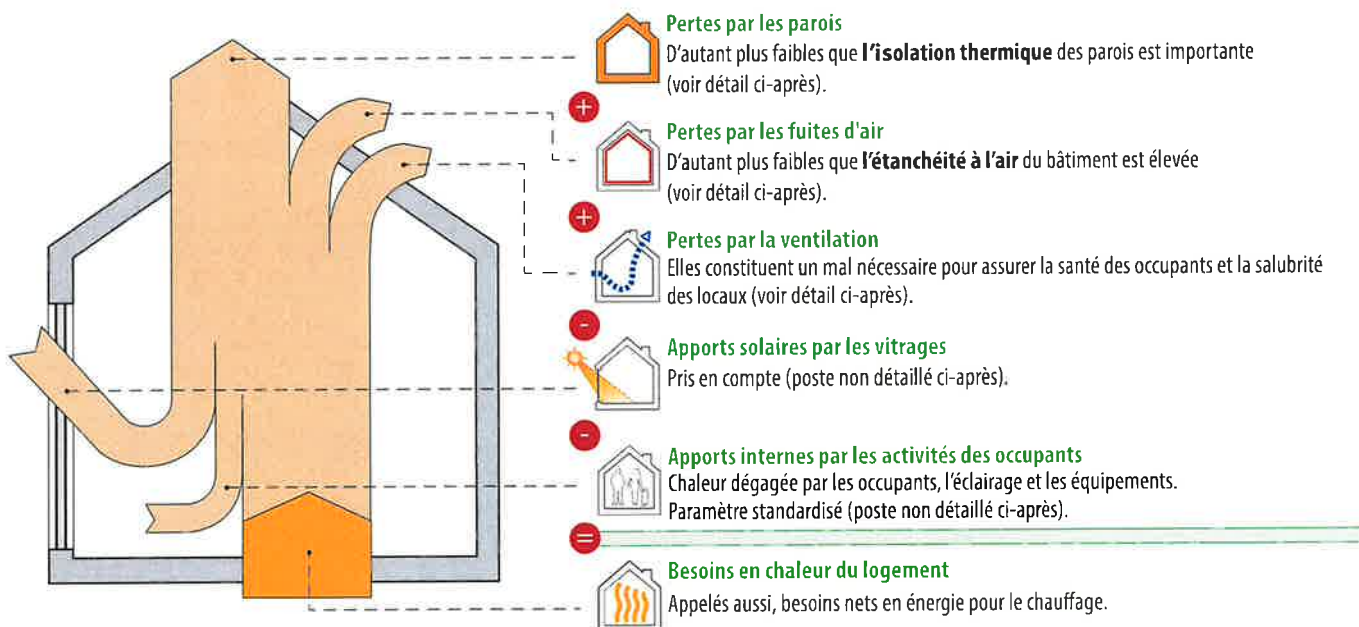 Pertes par les parois
D'autant plus faibles que l'isolation thermique des parois est importante
(voir détail ci-après).
+
Pertes par les fuites d'air
D'autant plus faibles que l'étanchéité à l'air du bâtiment est élevée
(voir détail ci-après).
+
Pertes par la ventilation
Elles constituent un mal nécessaire pour assurer la santé des occupants et la salubrité
des locaux (voir détail ci-après).
-
Apports solaires par les vitrages
Pris en compte (poste non détaillé ci-après).
-
Apports internes par les activités des occupants
Chaleur dégagée par les occupants, l'éclairage et les équipements.
Paramètre standardisé (poste non détaillé ci-après).
=
Besoins en chaleur du logement
Appelés aussi, besoins nets en énergie pour le chauffage.